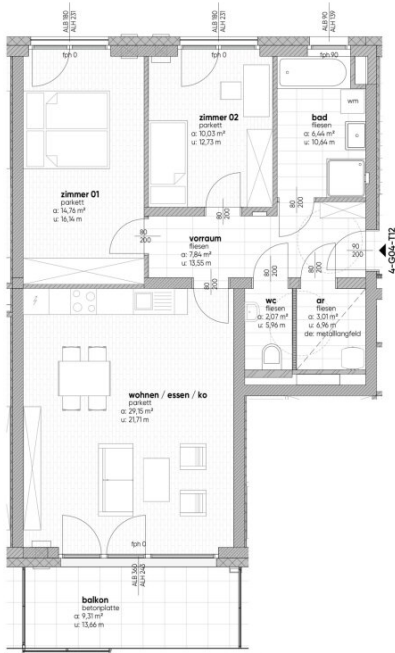 ALB 180
ALH 231
ALB 180
ALH 231
ALB 90
ALH 139
fph 0
fph 0
fph 90
zimmer 02
parkett
a: 10,03 m²
u: 12,73 m
wm
bad
fliesen
a: 6,44 m²
u: 10,64 m
zimmer 01
parkett
a: 14,76 m²
u: 16,14 m
80
200
80
200
80
200
vorraum
fliesen
a: 7,84 m²
u: 13,55 m
90
200
4-G04-T12
80
200
80
200
80
200
wc
fliesen
a: 2,07 m²
u: 5,96 m
ar
fliesen
a: 3,01 m²
u: 6,96 m
de: metalllangfeld
wohnen / essen / ko
parkett
a: 29,15 m²
u: 21,71 m
fph 0
ALB 360
ALH 243
balkon
betonplatte
a: 9,31 m²
u: 13,66 m